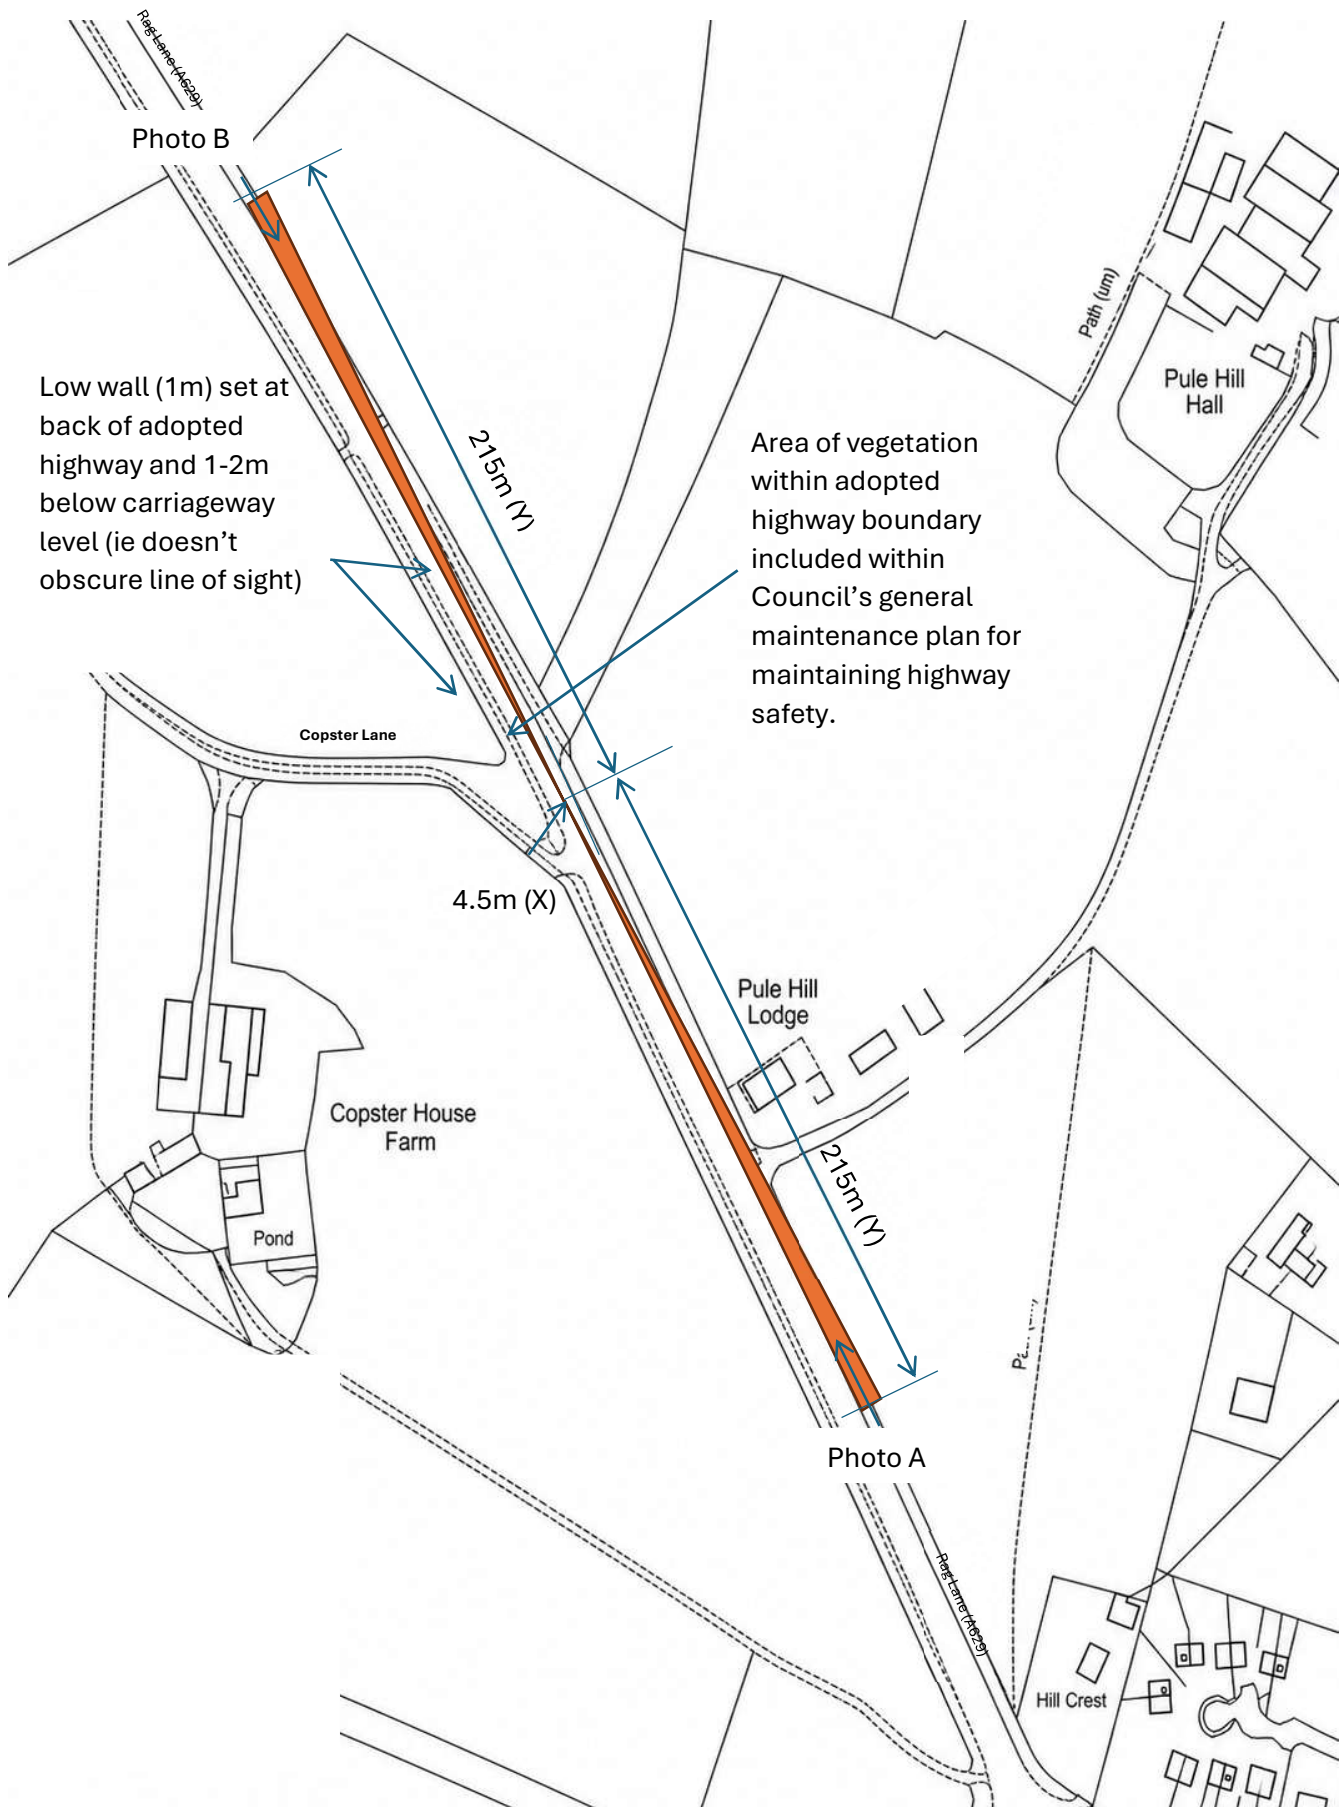 Rag Lane (A629)
Photo B
Low wall (1m) set at
back of adopted
highway and 1-2m
below carriageway
level (ie doesn't
obscure line of sight)
215m (Y)
Area of vegetation
within adopted
highway boundary
included within
Council's general
maintenance plan for
maintaining highway
safety.
Path (um)
Pule Hill
Hall
Copster Lane
4.5m (X)
Pule Hill
Lodge
Copster House
Farm
215m (Y)
Pond
Photo A
Rag Lane (A629)
Hill Crest